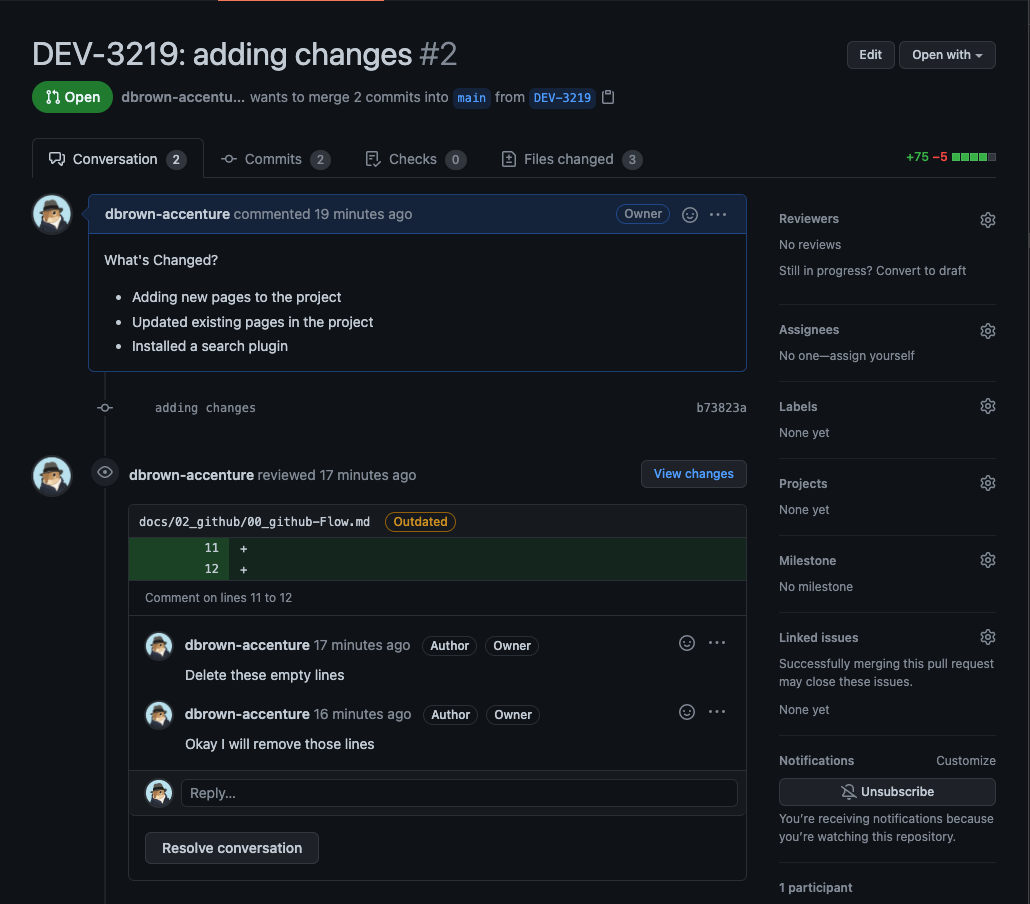 DEV-3219: adding changes #2
Edit
Open with
Open
dbrown-accentu... wants to merge 2 commits into main from DEV-3219
Conversation 2
Commits 2
Checks 0
Files changed 3
+75 −5
dbrown-accenture commented 19 minutes ago
Owner
What's Changed?
• Adding new pages to the project
• Updated existing pages in the project
• Installed a search plugin
adding changes
b73823a
dbrown-accenture reviewed 17 minutes ago
View changes
docs/02_github/00_github-Flow.md
Outdated
11 +
12 +
Comment on lines 11 to 12
dbrown-accenture 17 minutes ago Author Owner
Delete these empty lines
dbrown-accenture 16 minutes ago Author Owner
Okay I will remove those lines
Reply...
Resolve conversation
Reviewers
No reviews
Still in progress? Convert to draft
Assignees
No one—assign yourself
Labels
None yet
Projects
None yet
Milestone
No milestone
Linked issues
Successfully merging this pull request
may close these issues.
None yet
Notifications
Customize
Unsubscribe
You're receiving notifications because
you're watching this repository.
1 participant